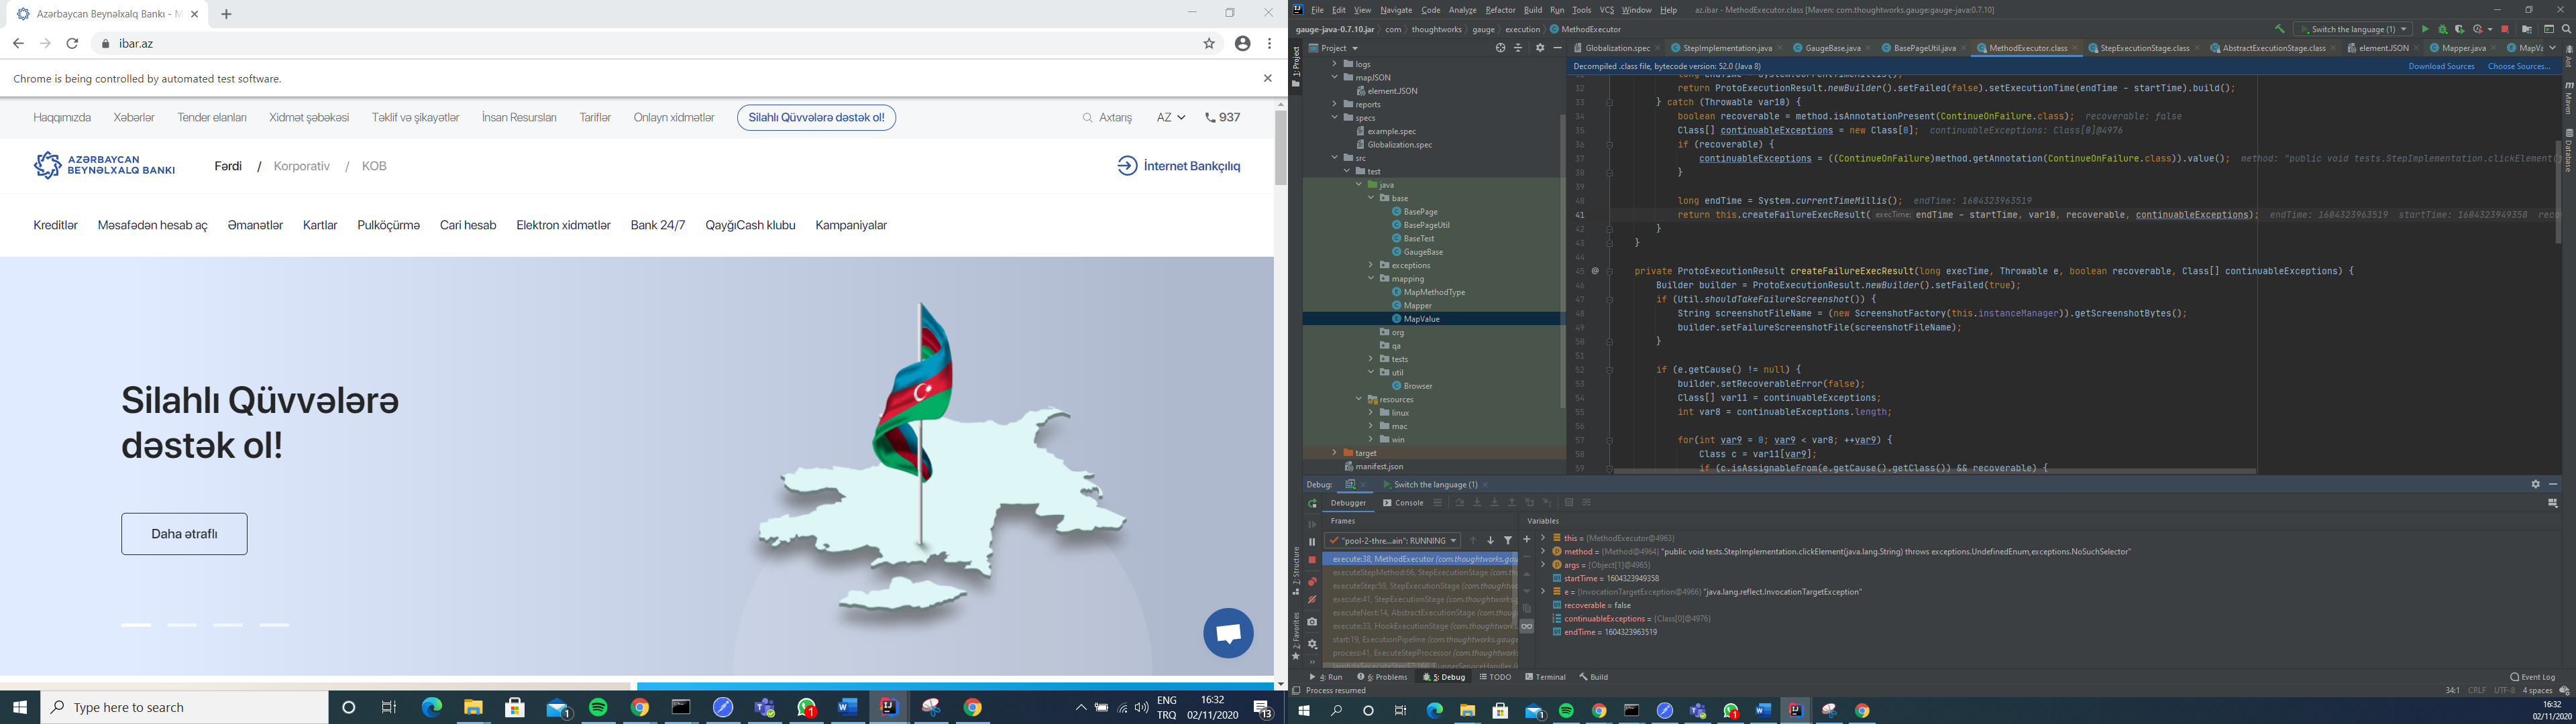 Azərbaycan Beynəlxalq Bankı - M
ibar.az
Chrome is being controlled by automated test software.
Haqqımızda Xəbərlər Tender elanları Xidmət şəbəkəsi Təklif və şikayətlər İnsan Resursları Tariflər Onlayn xidmətlər Silahlı Qüvvələrə dəstək ol! Axtarış AZ 937
AZƏRBAYCAN
BEYNƏLXALQ BANKI
Fərdi / Korporativ / KOB
İnternet Bankçılıq
Kreditlər Məsafədən hesab aç Əmanətlər Kartlar Pulköçürmə Cari hesab Elektron xidmətlər Bank 24/7 QayğıCash klubu Kampaniyalar
Silahlı Qüvvələrə
dəstək ol!
Daha ətraflı
Type here to search
ENG
TRQ
16:32
02/11/2020
13
File Edit View Navigate Code Analyze Refactor Build Run Tools VCS Window Help az.ibar - MethodExecutor.class [Maven: com.thoughtworks.gauge:gauge-java:0.7.10]
gauge-java-0.7.10.jar com thoughtworks gauge execution MethodExecutor
Switch the language (1)
1: Project
Project
logs
mapJSON
element.JSON
reports
specs
example.spec
Globalization.spec
src
test
java
base
BasePage
BasePageUtil
BaseTest
GaugeBase
exceptions
mapping
MapMethodType
Mapper
MapValue
org
qa
tests
util
Browser
resources
linux
mac
win
target
manifest.json
Globalization.spec StepImplementation.java GaugeBase.java BasePageUtil.java MethodExecutor.class StepExecutionStage.class AbstractExecutionStage.class element.JSON Mapper.java MapVa
Decompiled .class file, bytecode version: 52.0 (Java 8) Download Sources Choose Sources...
32 return ProtoExecutionResult.newBuilder().setFailed(false).setExecutionTime(endTime - startTime).build();
33 } catch (Throwable var10) {
34 boolean recoverable = method.isAnnotationPresent(ContinueOnFailure.class); recoverable: false
35 Class[] continuableExceptions = new Class[0]; continuableExceptions: Class[0]@4976
36 if (recoverable) {
37 continuableExceptions = ((ContinueOnFailure)method.getAnnotation(ContinueOnFailure.class)).value(); method: "public void tests.StepImplementation.clickElement(
38 }
39
40 long endTime = System.currentTimeMillis(); endTime: 1604323963519
41 return this.createFailureExecResult( execTime: endTime - startTime, var10, recoverable, continuableExceptions); endTime: 1604323963519 startTime: 1604323949358 reco
42 }
43 }
44
45 @ private ProtoExecutionResult createFailureExecResult(long execTime, Throwable e, boolean recoverable, Class[] continuableExceptions) {
46 Builder builder = ProtoExecutionResult.newBuilder().setFailed(true);
47 if (Util.shouldTakeFailureScreenshot()) {
48 String screenshotFileName = (new ScreenshotFactory(this.instanceManager)).getScreenshotBytes();
49 builder.setFailureScreenshotFile(screenshotFileName);
50 }
51
52 if (e.getCause() != null) {
53 builder.setRecoverableError(false);
54 Class[] var11 = continuableExceptions;
55 int var8 = continuableExceptions.length;
56
57 for(int var9 = 0; var9 < var8; ++var9) {
58 Class c = var11[var9];
59 if (c.isAssignableFrom(e.getCause().getClass()) && recoverable) {
Ant
Maven
Database
Debug: Switch the language (1)
Debugger Console
Frames
"pool-2-thre...ain": RUNNING
execute:38, MethodExecutor (com.thoughtworks.gau
executeStepMethod:66, StepExecutionStage (com.th
executeStep:59, StepExecutionStage (com.thoughtw
execute:41, StepExecutionStage (com.thoughtworks.g
executeNext:14, AbstractExecutionStage (com.thoug
execute:33, HookExecutionStage (com.thoughtwork
start:19, ExecutionPipeline (com.thoughtworks.gaug
process:41, ExecuteStepProcessor (com.thoughtwor
Variables
this = {MethodExecutor@4963}
method = {Method@4964} "public void tests.StepImplementation.clickElement(java.lang.String) throws exceptions.UndefinedEnum,exceptions.NoSuchSelector"
args = {Object[1]@4965}
startTime = 1604323949358
e = {InvocationTargetException@4966} "java.lang.reflect.InvocationTargetException"
recoverable = false
continuableExceptions = {Class[0]@4976}
endTime = 1604323963519
7: Structure
2: Favorites
4: Run 6: Problems 5: Debug TODO Terminal Build Event Log
Process resumed 34:1 CRLF UTF-8 4 spaces
16:32
02/11/2020